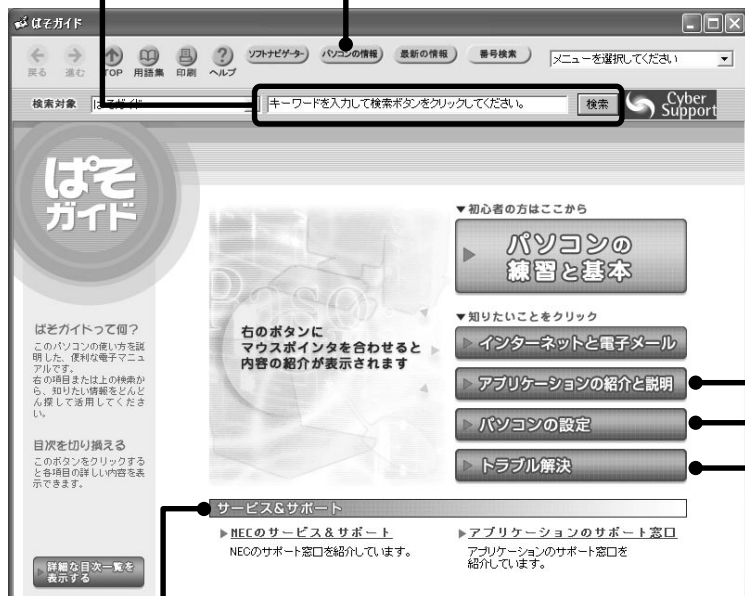 ぱそガイド
戻る
進む
TOP
用語集
印刷
ヘルプ
ソフトナビゲーター
パソコンの情報
最新の情報
番号検索
メニューを選択してください
検索対象
ぱそガイド
キーワードを入力して検索ボタンをクリックしてください。
検索
Cyber
Support
ぱそ
ガイド
▼初心者の方はここから
パソコンの
練習と基本
▼知りたいことをクリック
インターネットと電子メール
アプリケーションの紹介と説明
パソコンの設定
トラブル解決
右のボタンに
マウスポインタを合わせると
内容の紹介が表示されます
ぱそガイドって何?
このパソコンの使い方を説
明した、便利な電子マニュ
アルです。
右の項目または上の検索か
ら、知りたい情報をどんど
ん探して活用してくださ
い。
目次を切り換える
このボタンをクリックする
と各項目の詳しい内容を表
示できます。
詳細な目次一覧を
表示する
サービス&サポート
NECのサービス&サポート
NECのサポート窓口を紹介しています。
アプリケーションのサポート窓口
アプリケーションのサポート窓口を
紹介しています。